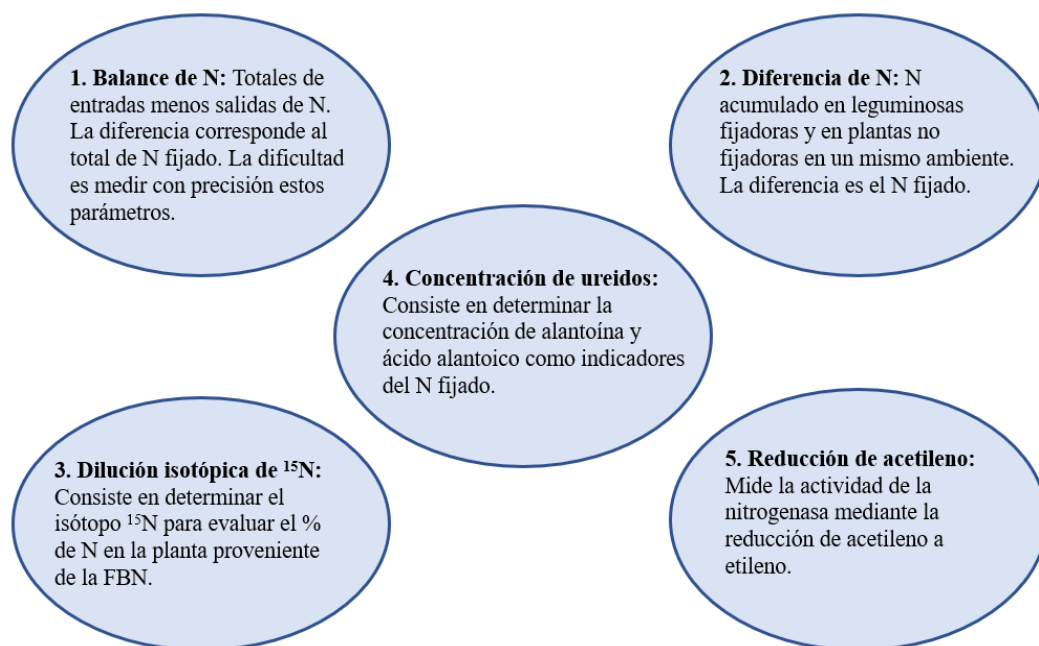 1. Balance de N: Totales de
entradas menos salidas de N.
La diferencia corresponde al
total de N fijado. La dificultad
es medir con precisión estos
parámetros.
2. Diferencia de N: N
acumulado en leguminosas
fijadoras y en plantas no
fijadoras en un mismo ambiente.
La diferencia es el N fijado.
4. Concentración de ureidos:
Consiste en determinar la
concentración de alantoína y
ácido alantoico como indicadores
del N fijado.
3. Dilución isotópica de ¹⁵N:
Consiste en determinar el
isótopo ¹⁵N para evaluar el %
de N en la planta proveniente
de la FBN.
5. Reducción de acetileno:
Mide la actividad de la
nitrogenasa mediante la
reducción de acetileno a
etileno.